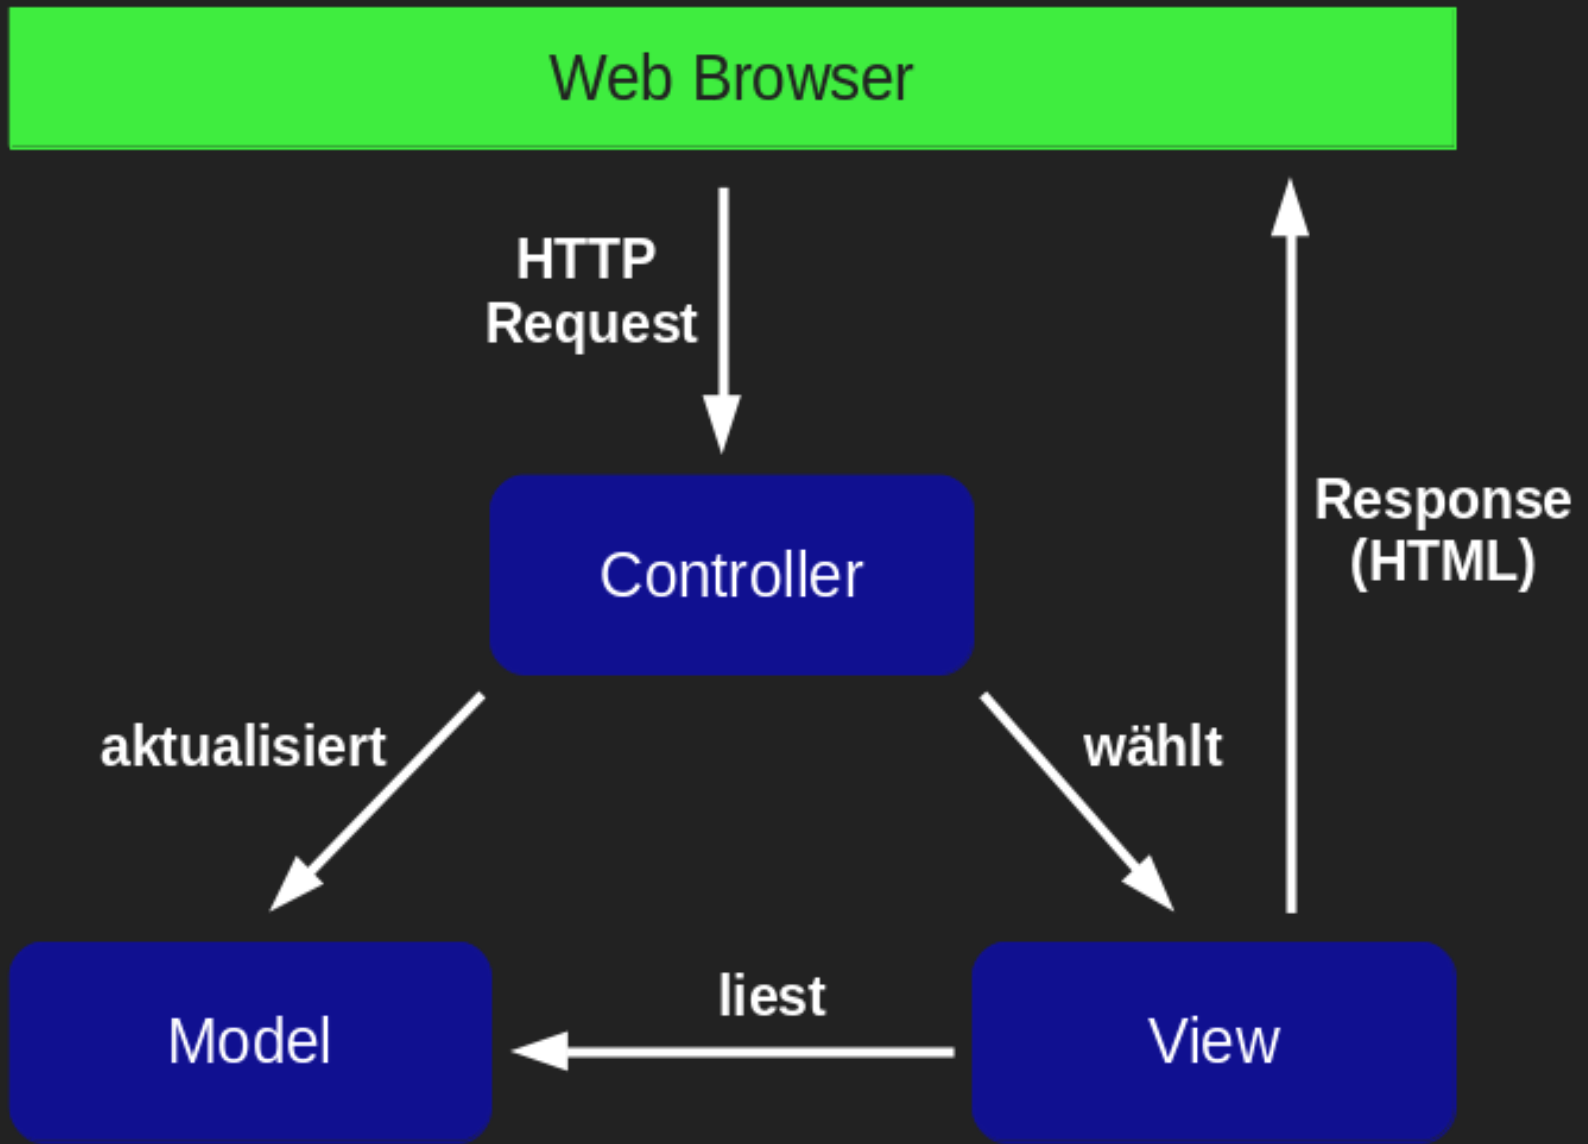 Web Browser
HTTP
Request
Response
(HTML)
Controller
aktualisiert
wählt
liest
Model
View